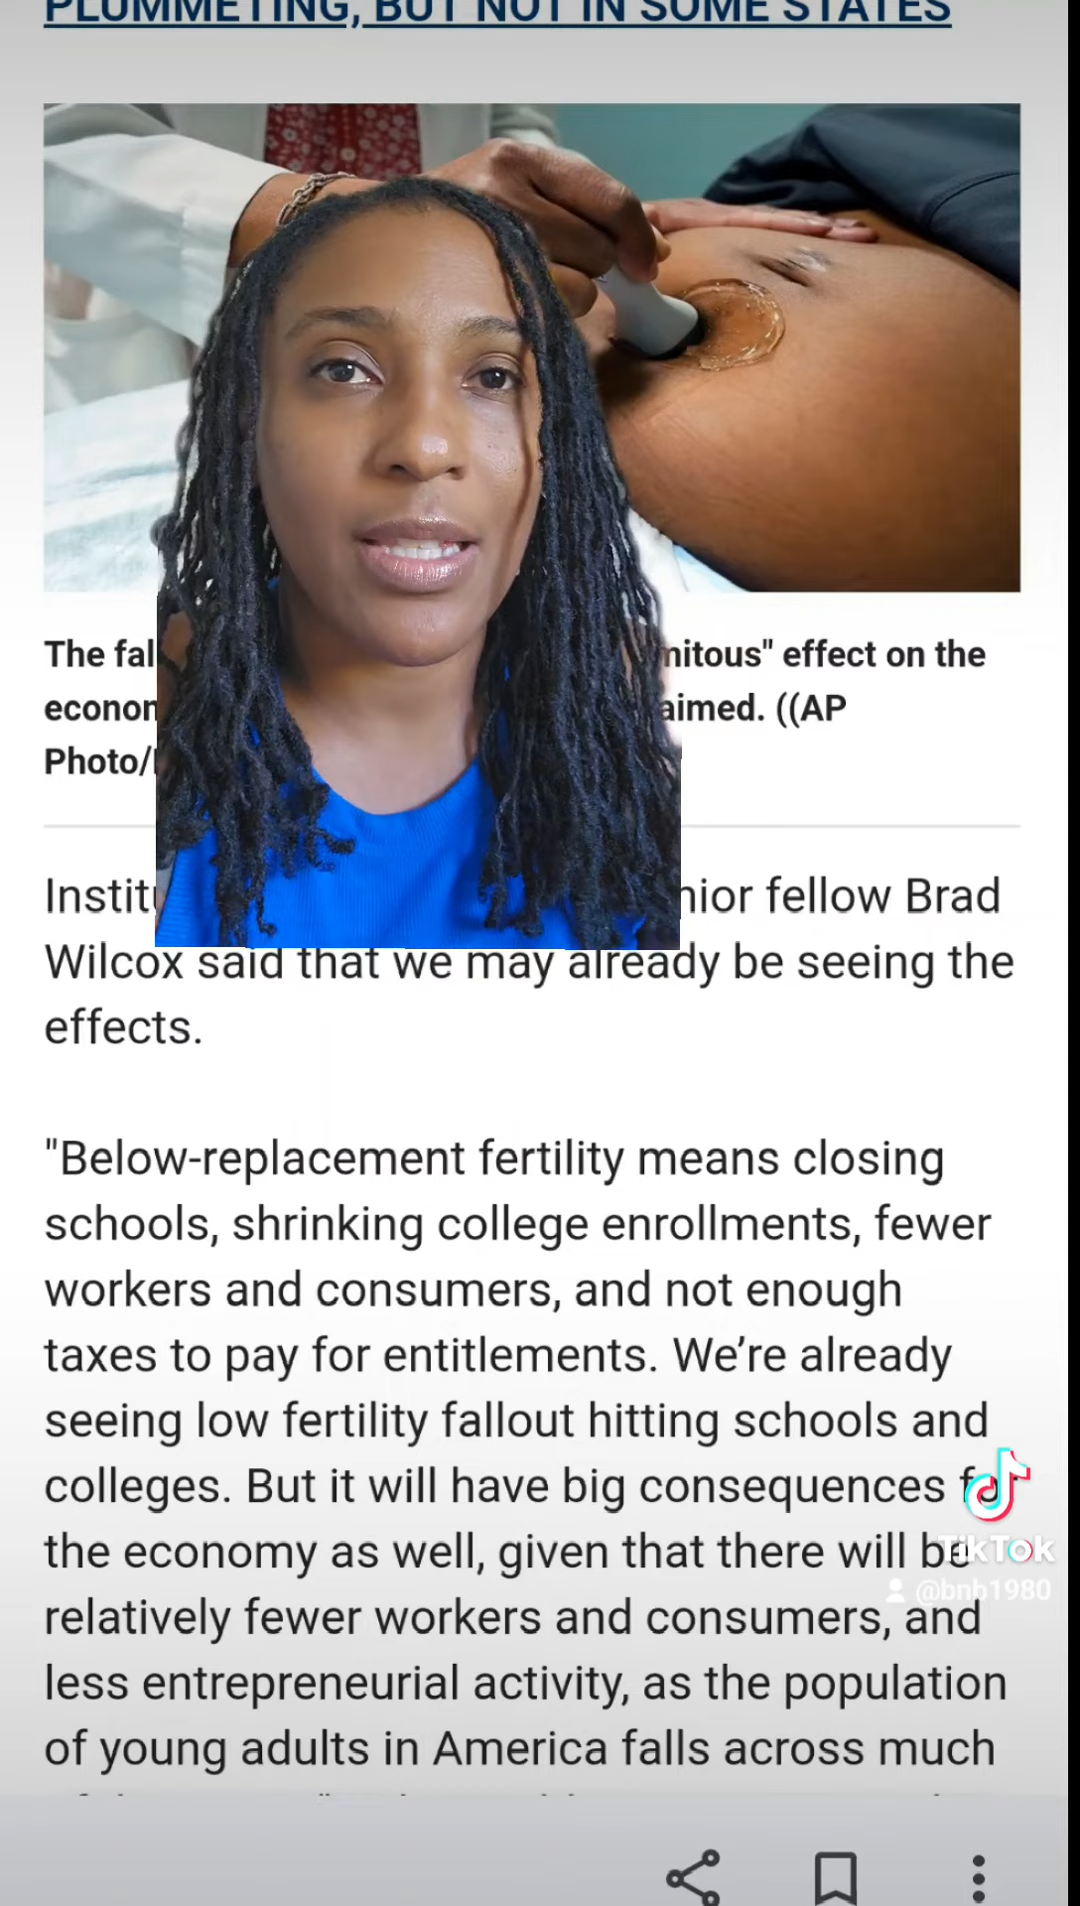 PLUMMETING, BUT NOT IN SOME STATES
The fal nitous" effect on the
econor aimed. ((AP
Photo/
Instit nior fellow Brad
Wilcox said that we may already be seeing the
effects.
"Below-replacement fertility means closing
schools, shrinking college enrollments, fewer
workers and consumers, and not enough
taxes to pay for entitlements. We’re already
seeing low fertility fallout hitting schools and
colleges. But it will have big consequences for
the economy as well, given that there will be
relatively fewer workers and consumers, and
less entrepreneurial activity, as the population
of young adults in America falls across much
TikTok
@bnb1980